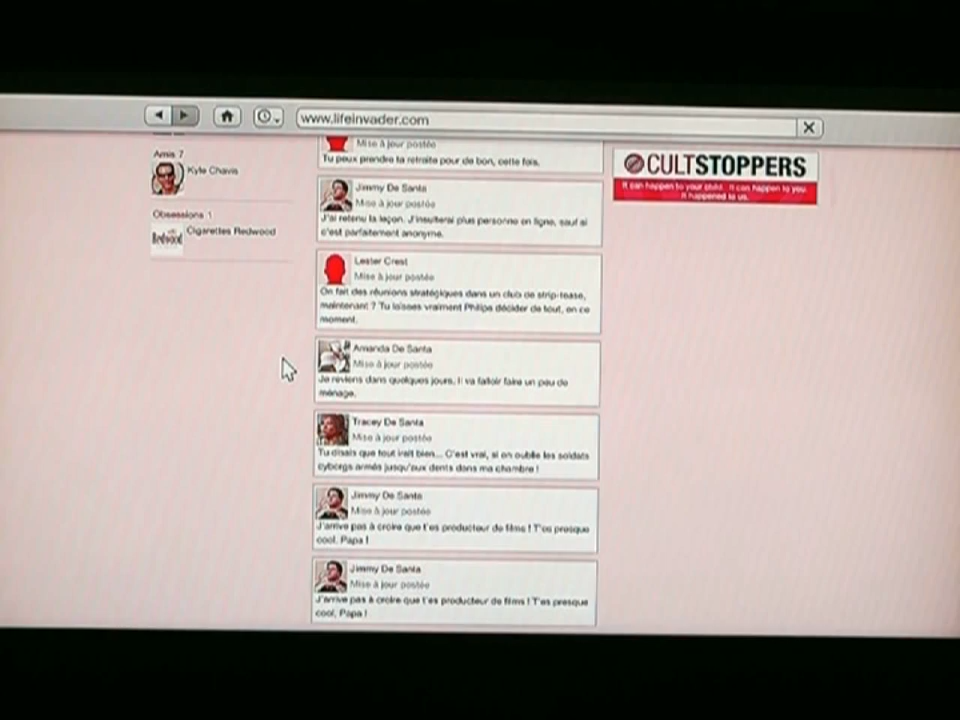 www.lifeinvader.com
Amis 7
Kyle Chavis
Obsessions 1
Redwood
Cigarettes Redwood
Mise à jour postée
Tu peux prendre ta retraite pour de bon, cette fois.
Jimmy De Santa
Mise à jour postée
J'ai retenu la leçon. J'insulterai plus personne en ligne, sauf si
c'est parfaitement anonyme.
Lester Crest
Mise à jour postée
On fait des réunions stratégiques dans un club de strip-tease,
maintenant ? Tu laisses vraiment Philips décider de tout, en ce
moment.
Amanda De Santa
Mise à jour postée
Je reviens dans quelques jours. Il va falloir faire un peu de
ménage.
Tracey De Santa
Mise à jour postée
Tu disais que tout irait bien... C'est vrai, si on oublie les soldats
cyborgs armés jusqu'aux dents dans ma chambre !
Jimmy De Santa
Mise à jour postée
J'arrive pas à croire que t'es producteur de films ! T'es presque
cool, Papa !
Jimmy De Santa
Mise à jour postée
J'arrive pas à croire que t'es producteur de films ! T'es presque
cool, Papa !
CULTSTOPPERS
It can happen to your child. It can happen to you.
It happened to us.